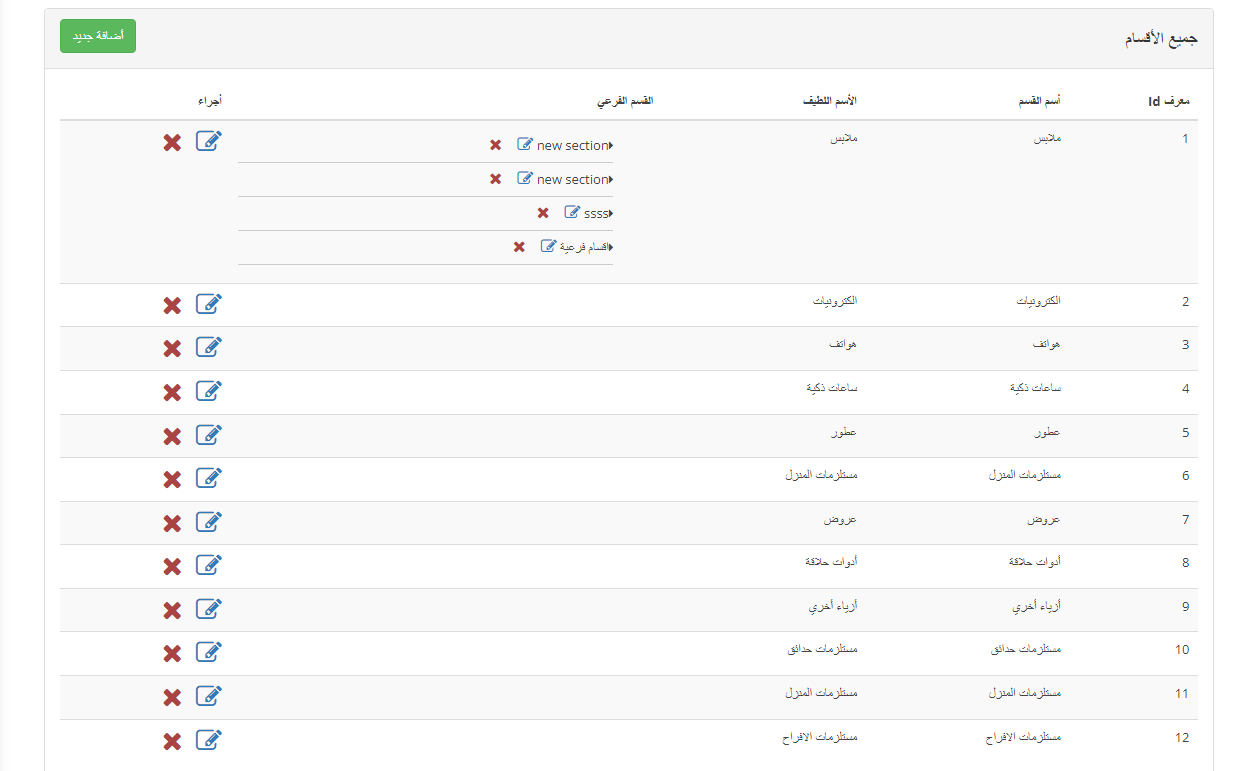 جميع الأقسام
أضافة جديد
معرف Id أسم القسم الأسم اللطيف القسم الفرعي أجراء
1 ملابس ملابس
new section
new section
ssss
اقسام فرعية
2 الكترونيات الكترونيات
3 هواتف هواتف
4 ساعات ذكية ساعات ذكية
5 عطور عطور
6 مستلزمات المنزل مستلزمات المنزل
7 عروض عروض
8 أدوات حلاقة أدوات حلاقة
9 أزياء أخري أزياء أخري
10 مستلزمات حدائق مستلزمات حدائق
11 مستلزمات المنزل مستلزمات المنزل
12 مستلزمات الافراح مستلزمات الافراح